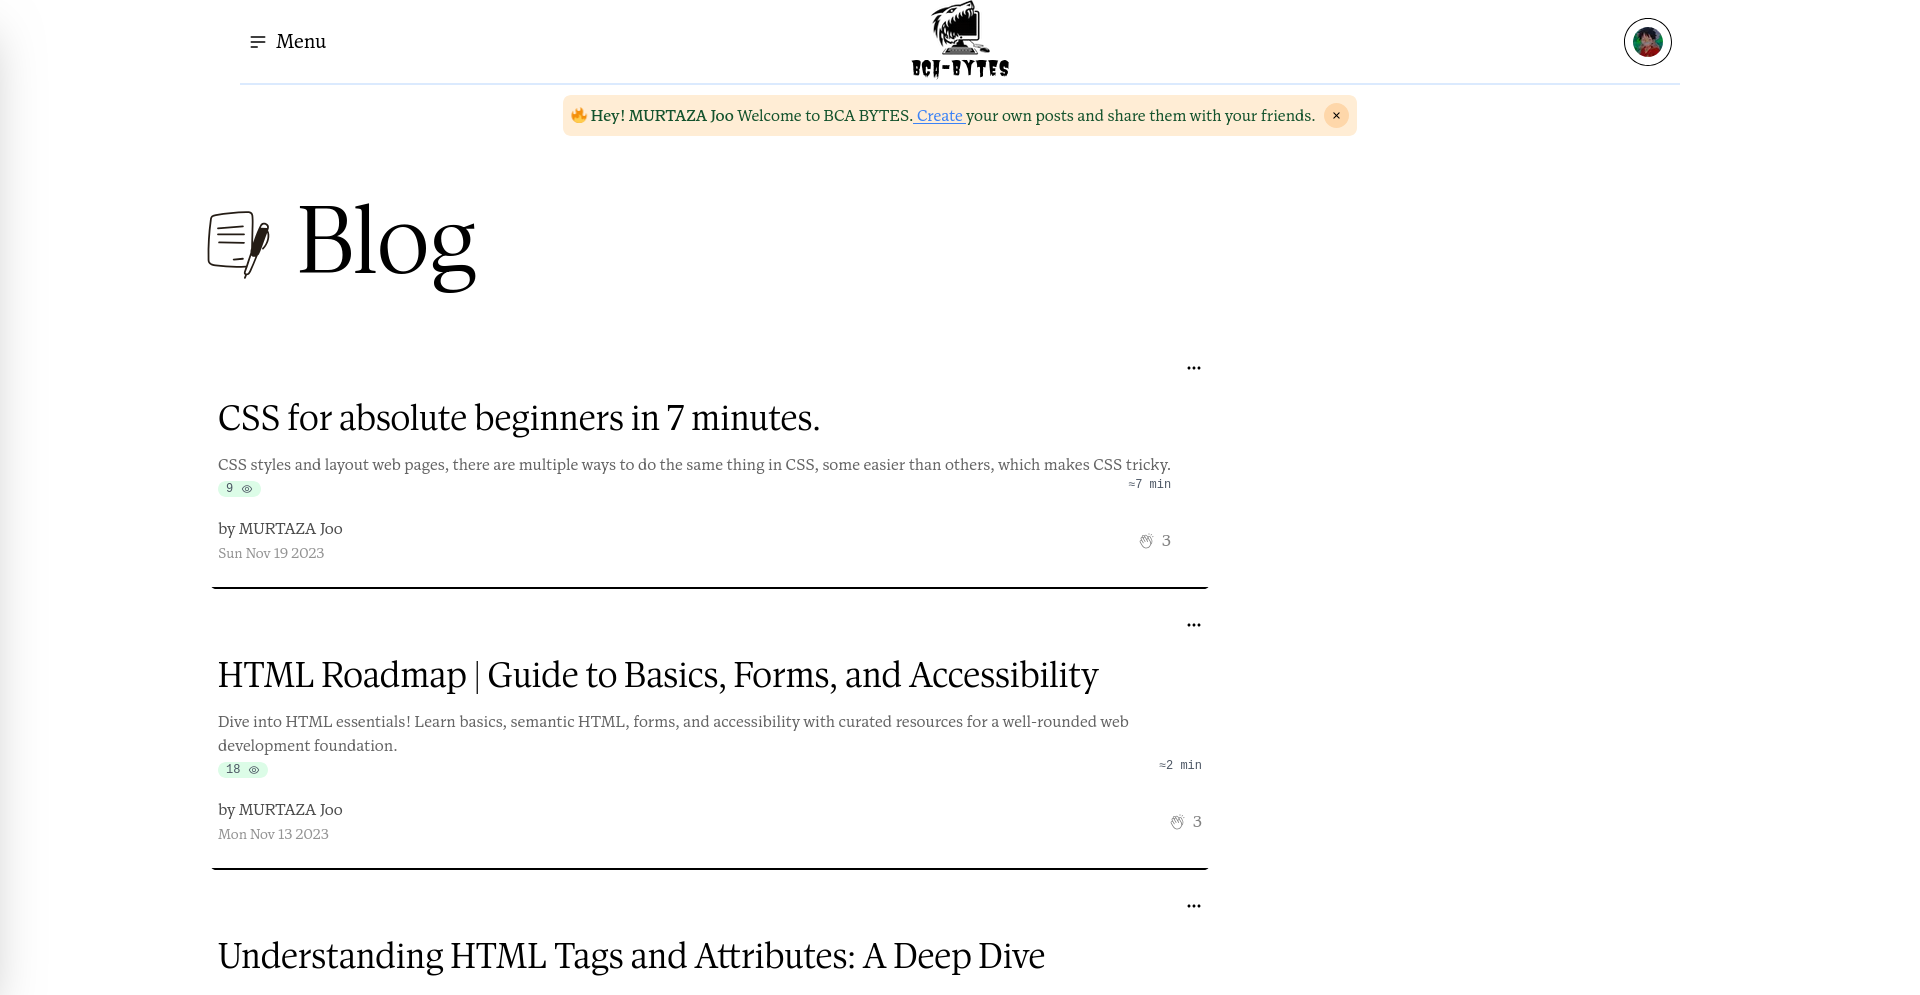 Menu
BCA-BYTES
🔥 Hey! MURTAZA Joo Welcome to BCA BYTES. Create your own posts and share them with your friends. ×
Blog
...
CSS for absolute beginners in 7 minutes.
CSS styles and layout web pages, there are multiple ways to do the same thing in CSS, some easier than others, which makes CSS tricky.
9
≈7 min
by MURTAZA Joo
Sun Nov 19 2023
3
...
HTML Roadmap | Guide to Basics, Forms, and Accessibility
Dive into HTML essentials! Learn basics, semantic HTML, forms, and accessibility with curated resources for a well-rounded web
development foundation.
18
≈2 min
by MURTAZA Joo
Mon Nov 13 2023
3
...
Understanding HTML Tags and Attributes: A Deep Dive